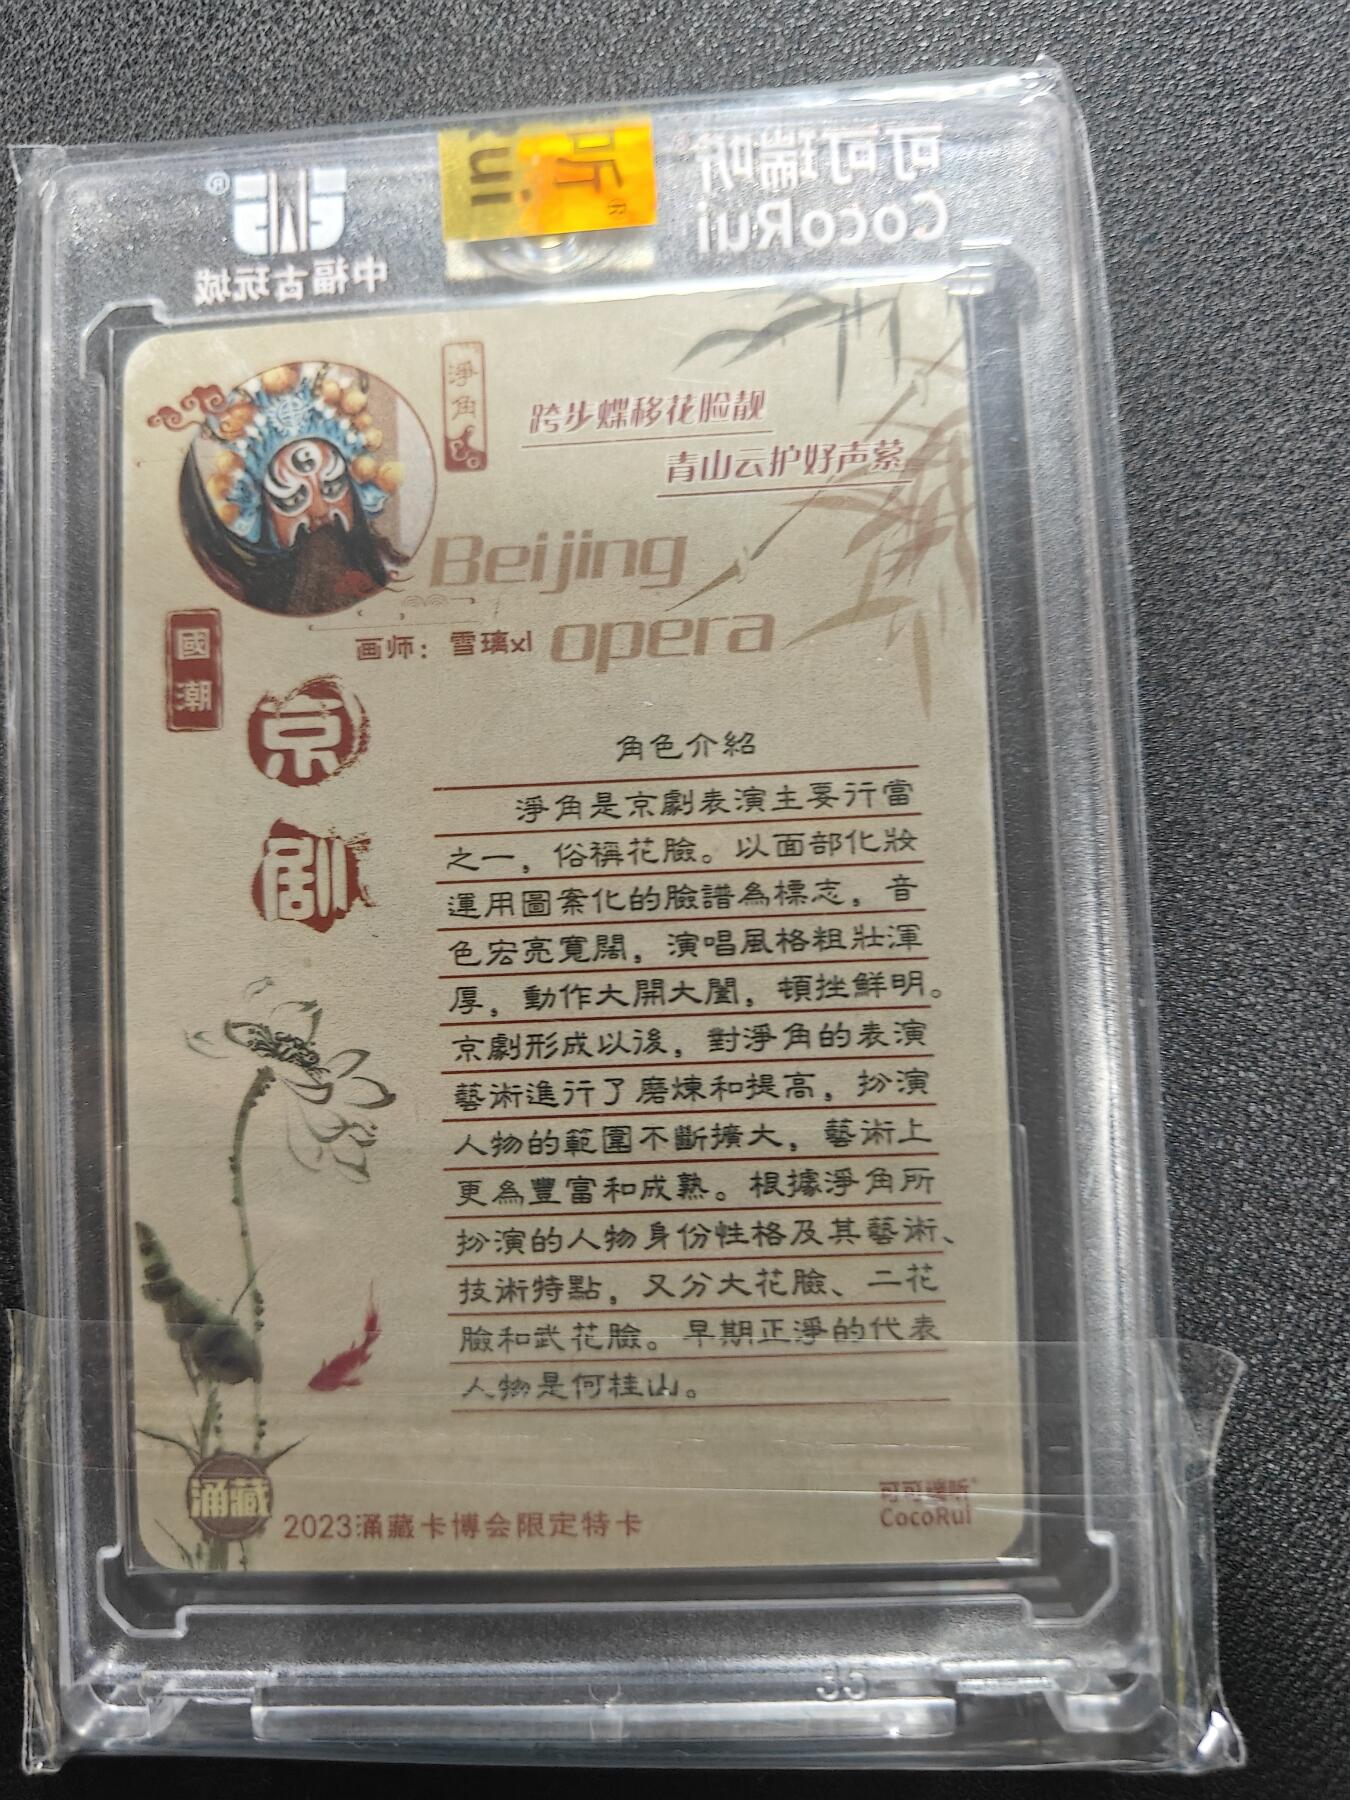 可可瑞听®
CocoRui
听®
Rui
®
中福古玩城
淨角
跨步蝶移花脸靓
青山云护好声萦
Beijing
opera
画师：雪璃xl
國潮
京劇
角色介紹
淨角是京劇表演主要行當
之一，俗稱花臉。以面部化妝
運用圖案化的臉譜為標志，音
色宏亮寬闊，演唱風格粗壯渾
厚，動作大開大闔，頓挫鮮明。
京劇形成以後，對淨角的表演
藝術進行了磨煉和提高，扮演
人物的範圍不斷擴大，藝術上
更為豐富和成熟。根據淨角所
扮演的人物身份性格及其藝術、
技術特點，又分大花臉、二花
臉和武花臉。早期正淨的代表
人物是何桂山。
涌藏
2023涌藏卡博会限定特卡
可可瑞听®
CocoRui
35